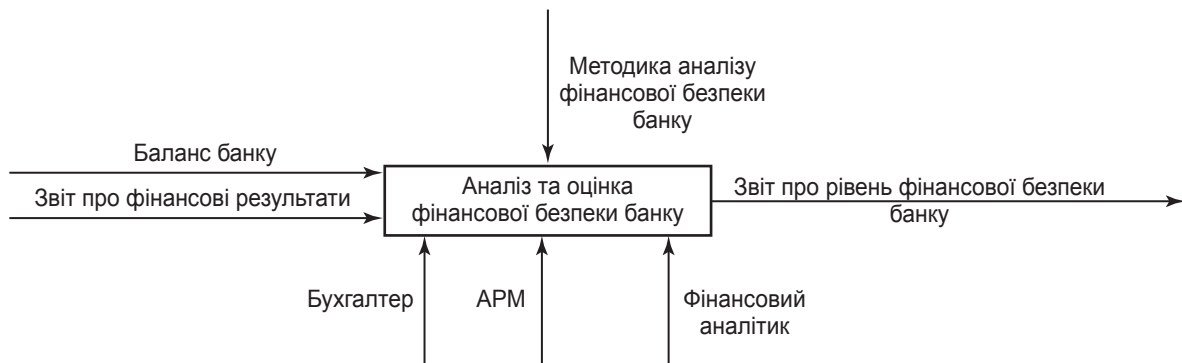 Методика аналізу
фінансової безпеки
банку
Баланс банку
Звіт про фінансові результати
Аналіз та оцінка
фінансової безпеки банку
Звіт про рівень фінансової безпеки
банку
Бухгалтер
АРМ
Фінансовий
аналітик